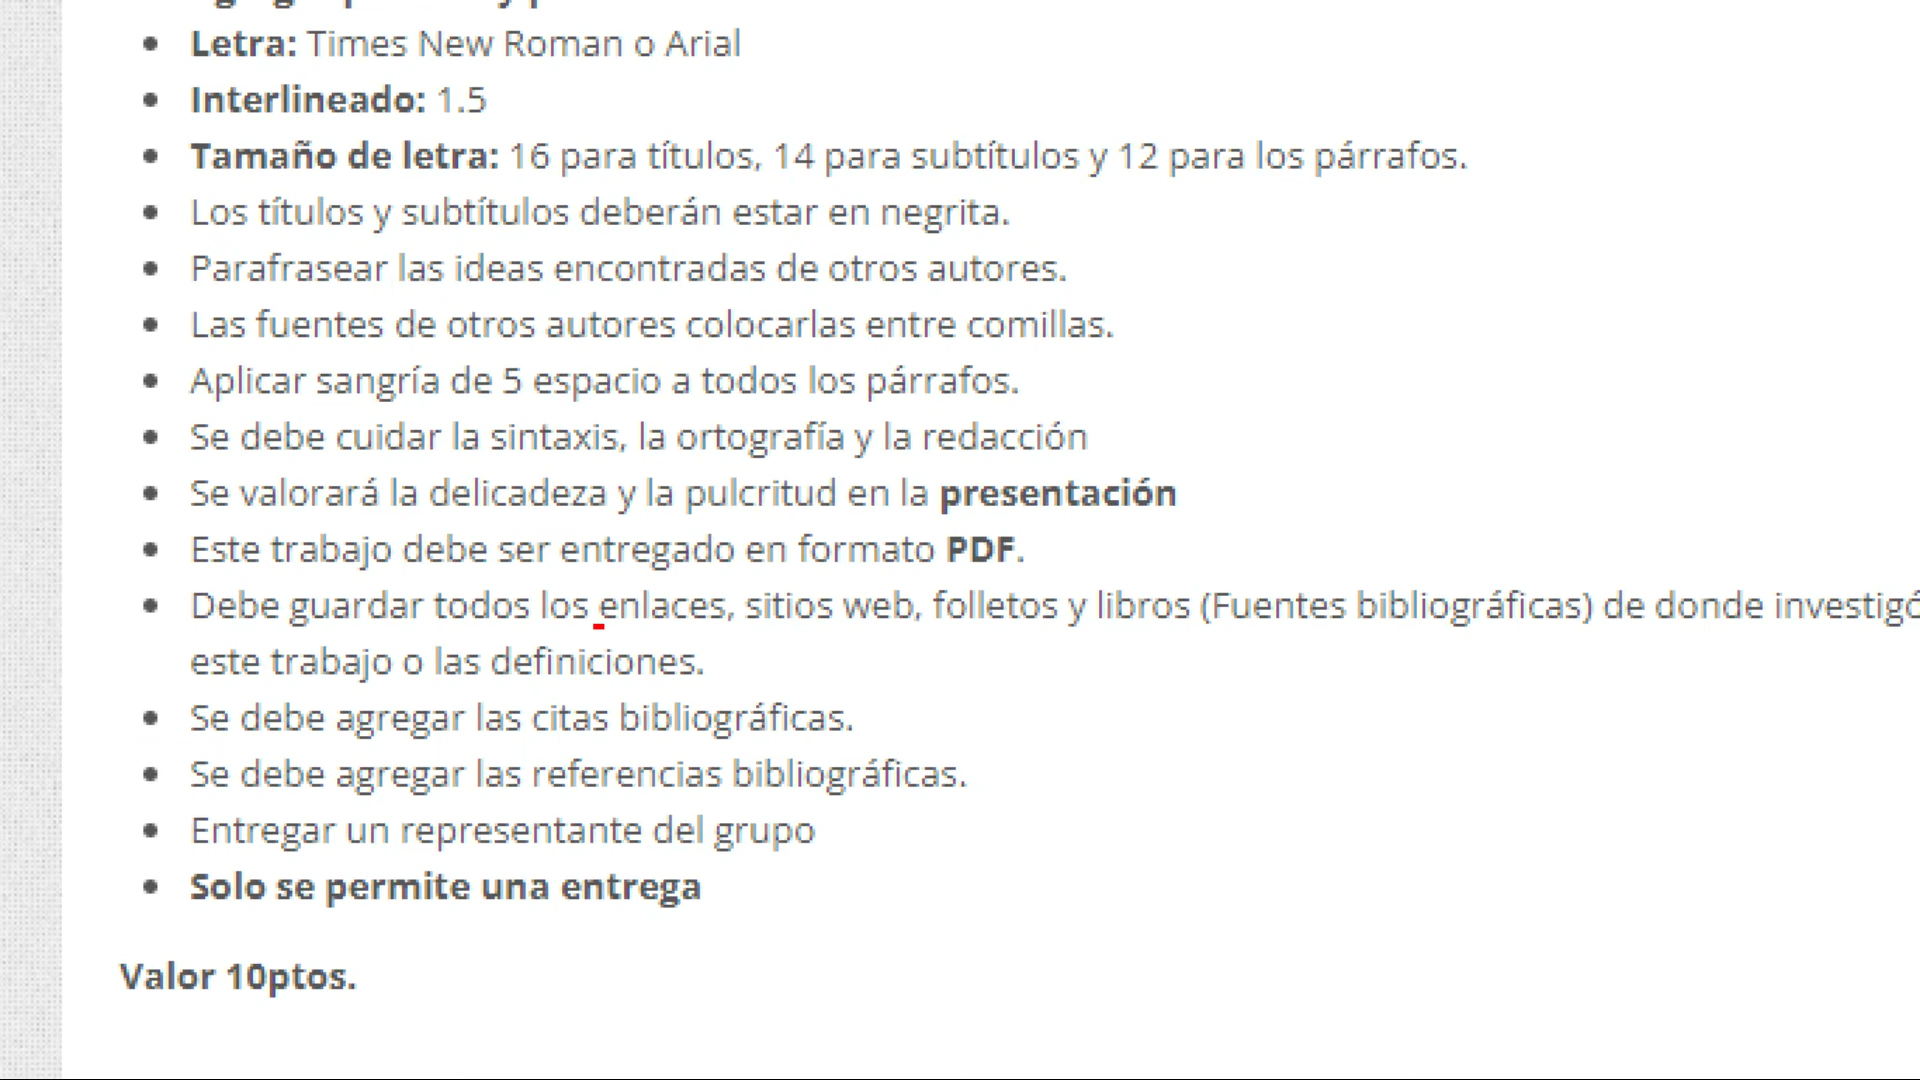 Letra: Times New Roman o Arial
Interlineado: 1.5
Tamaño de letra: 16 para títulos, 14 para subtítulos y 12 para los párrafos.
Los títulos y subtítulos deberán estar en negrita.
Parafrasear las ideas encontradas de otros autores.
Las fuentes de otros autores colocarlas entre comillas.
Aplicar sangría de 5 espacio a todos los párrafos.
Se debe cuidar la sintaxis, la ortografía y la redacción
Se valorará la delicadeza y la pulcritud en la presentación
Este trabajo debe ser entregado en formato PDF.
Debe guardar todos los enlaces, sitios web, folletos y libros (Fuentes bibliográficas) de donde investigó
este trabajo o las definiciones.
Se debe agregar las citas bibliográficas.
Se debe agregar las referencias bibliográficas.
Entregar un representante del grupo
Solo se permite una entrega
Valor 10ptos.